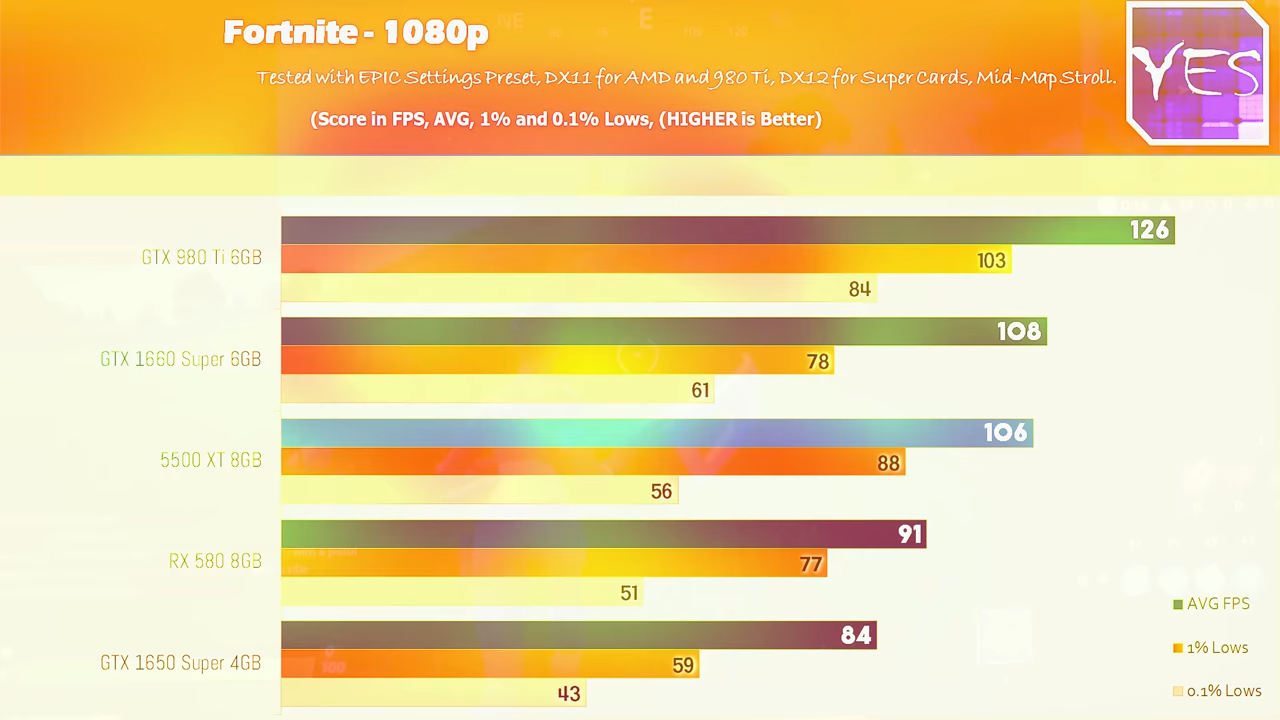 Fortnite - 1080p
Tested with EPIC Settings Preset, DX11 for AMD and 980 Ti, DX12 for Super Cards, Mid-Map Stroll.
(Score in FPS, AVG, 1% and 0.1% Lows, (HIGHER is Better)
YES
GTX 980 Ti 6GB
126
103
84
GTX 1660 Super 6GB
108
78
61
5500 XT 8GB
106
88
56
RX 580 8GB
91
77
51
GTX 1650 Super 4GB
84
59
43
AVG FPS
1% Lows
0.1% Lows